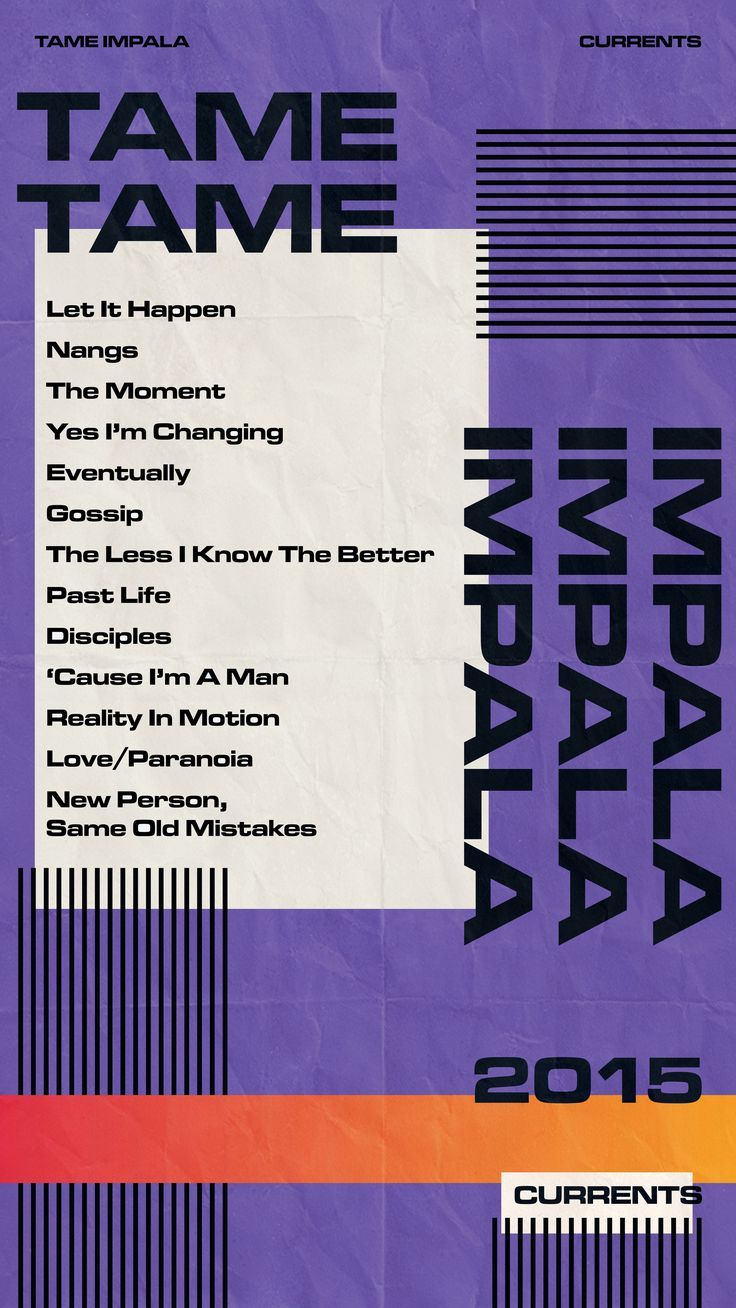 TAME IMPALA
CURRENTS
TAME
TAME
Let It Happen
Nangs
The Moment
Yes I’m Changing
Eventually
Gossip
The Less I Know The Better
Past Life
Disciples
‘Cause I’m A Man
Reality In Motion
Love/Paranoia
New Person,
Same Old Mistakes
IMPALA
IMPALA
IMPALA
2015
CURRENTS